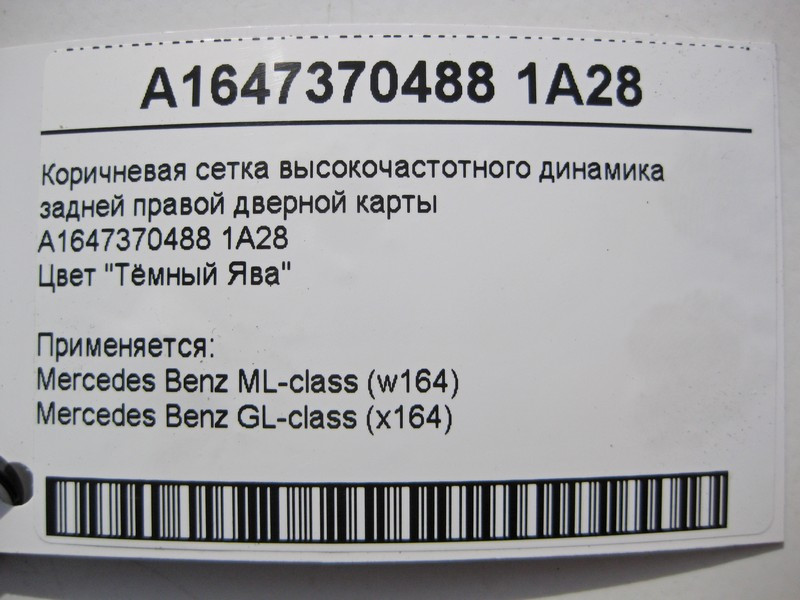 A1647370488 1A28
Коричневая сетка высокочастотного динамика
задней правой дверной карты
A1647370488 1A28
Цвет "Тёмный Ява"
Применяется:
Mercedes Benz ML-class (w164)
Mercedes Benz GL-class (x164)